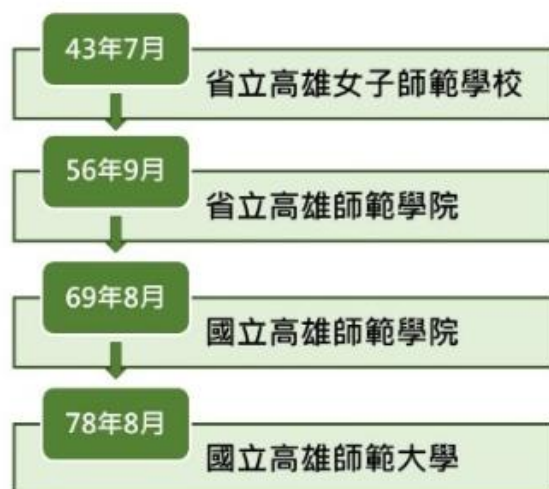 43年7月
省立高雄女子師範學校
56年9月
省立高雄師範學院
69年8月
國立高雄師範學院
78年8月
國立高雄師範大學